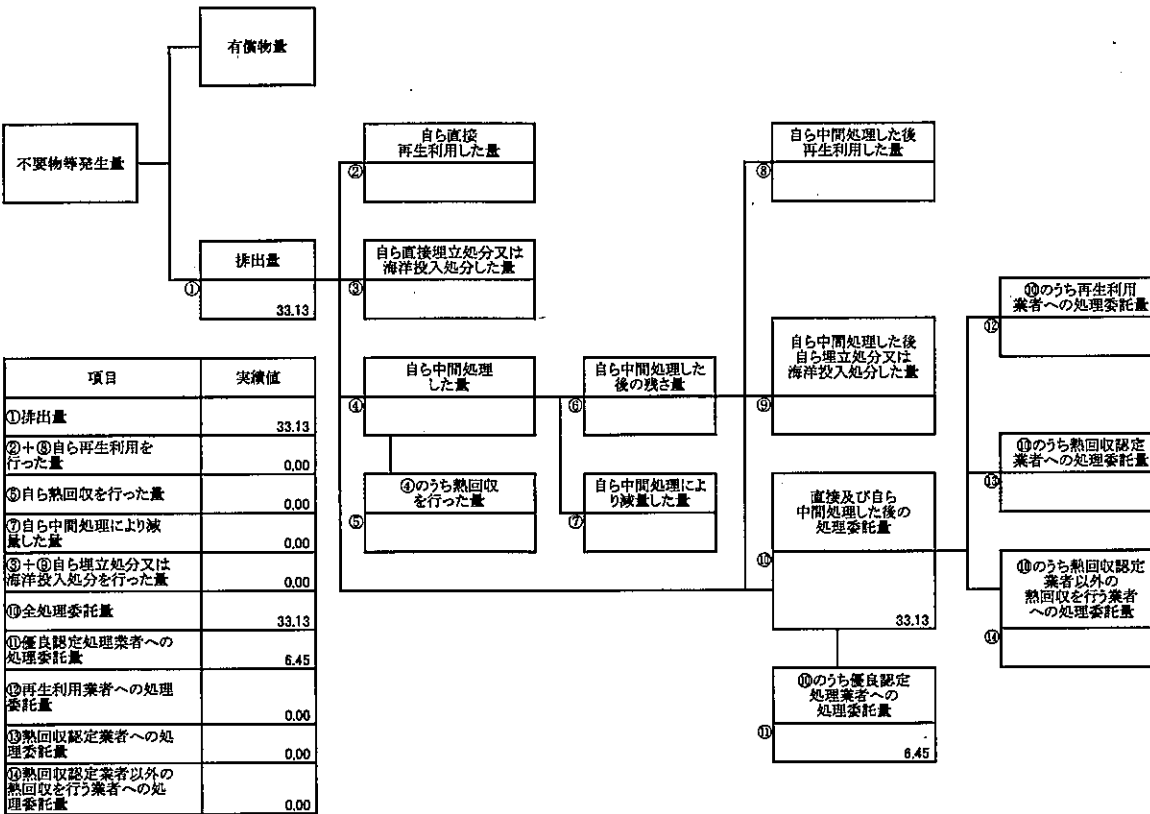 有償物量
不要物等発生量
① 排出量
33.13
② 自ら直接
再生利用した量
③ 自ら直接埋立処分又は
海洋投入処分した量
④ 自ら中間処理
した量
⑤ ④のうち熱回収
を行った量
⑥ 自ら中間処理した
後の残さ量
⑦ 自ら中間処理によ
り減量した量
⑧ 自ら中間処理した後
再生利用した量
⑨ 自ら中間処理した後
自ら埋立処分又は
海洋投入処分した量
⑩ 直接及び自ら
中間処理した後の
処理委託量
33.13
⑪ ⑩のうち優良認定
処理業者への
処理委託量
6.45
⑫ ⑩のうち再生利用
業者への処理委託量
⑬ ⑩のうち熱回収認定
業者への処理委託量
⑭ ⑩のうち熱回収認定
業者以外の
熱回収を行う業者
への処理委託量
項目 実績値
①排出量 33.13
②+⑧自ら再生利用を
行った量 0.00
⑤自ら熱回収を行った量 0.00
⑦自ら中間処理により減
量した量 0.00
③+⑨自ら埋立処分又は
海洋投入処分を行った量 0.00
⑩全処理委託量 33.13
⑪優良認定処理業者への
処理委託量 6.45
⑫再生利用業者への処理
委託量 0.00
⑬熱回収認定業者への処
理委託量 0.00
⑭熱回収認定業者以外の
熱回収を行う業者への処
理委託量 0.00